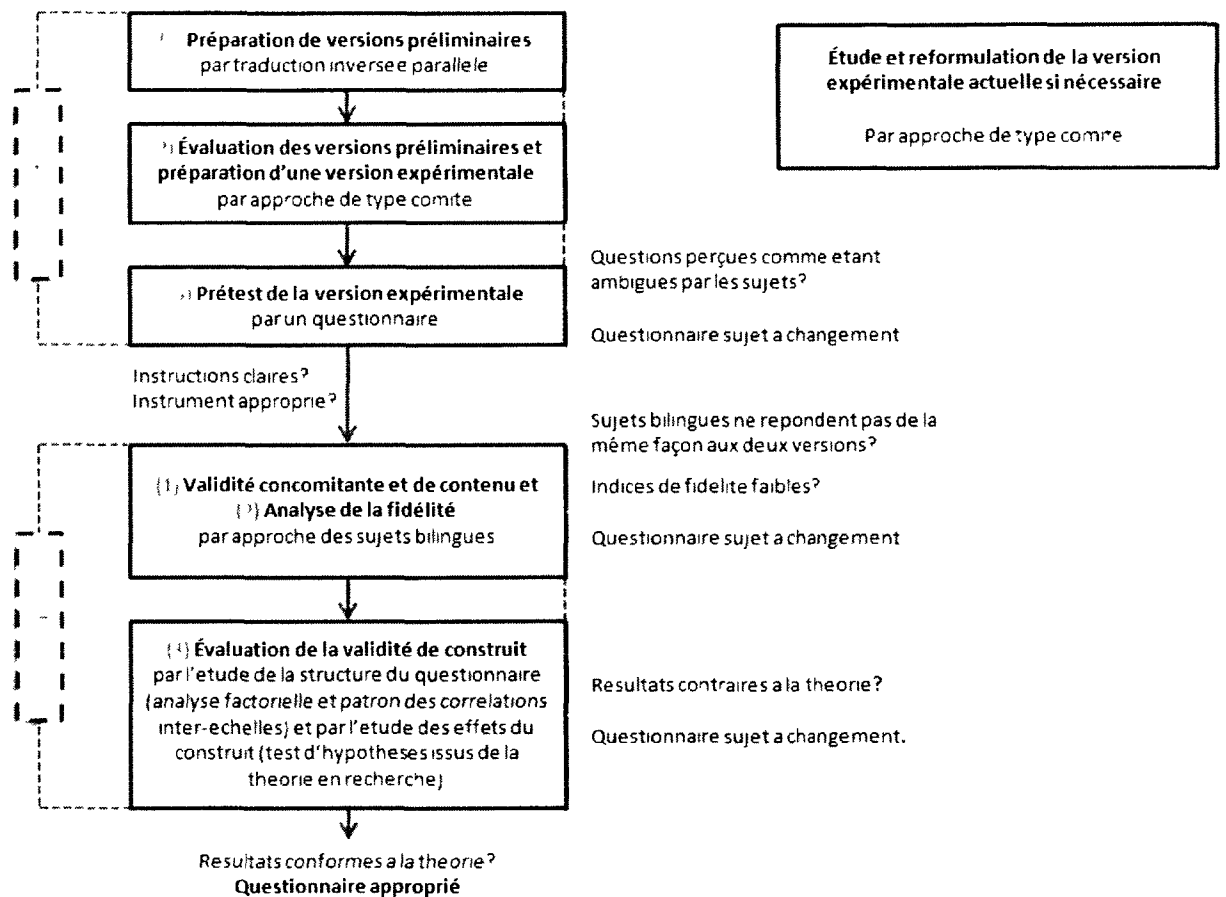 Préparation de versions préliminaires
par traduction inversee parallele
Étude et reformulation de la version
expérimentale actuelle si nécessaire
Par approche de type comite
Évaluation des versions préliminaires et
préparation d'une version expérimentale
par approche de type comite
Prétest de la version expérimentale
par un questionnaire
Questions perçues comme etant
ambigues par les sujets?
Questionnaire sujet a changement
Instructions claires?
Instrument approprie?
Sujets bilingues ne repondent pas de la
même façon aux deux versions?
Indices de fidelite faibles?
Questionnaire sujet a changement
(1) Validité concomitante et de contenu et
Analyse de la fidélité
par approche des sujets bilingues
Évaluation de la validité de construit
par l'etude de la structure du questionnaire
(analyse factorielle et patron des correlations
inter-echelles) et par l'etude des effets du
construit (test d'hypotheses issus de la
theorie en recherche)
Resultats contraires a la theorie?
Questionnaire sujet a changement.
Resultats conformes a la theorie?
Questionnaire approprié